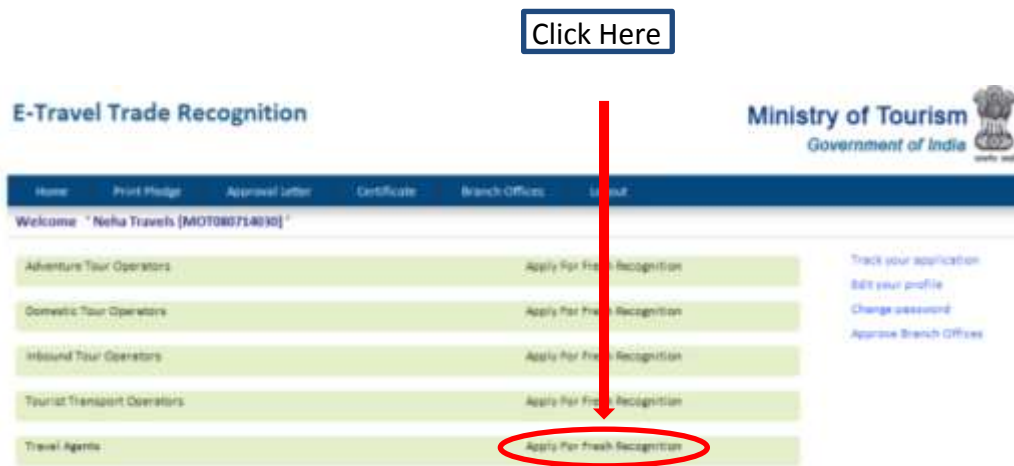 Click Here
E-Travel Trade Recognition
Ministry of Tourism
Government of India
Home Print Pledge Approval Letter Certificate Branch Offices Logout
Welcome ' Neha Travels [MOT080714030] '
Adventure Tour Operators Apply For Fresh Recognition
Track your application
Edit your profile
Domestic Tour Operators Apply For Fresh Recognition
Change password
Approve Branch Offices
Inbound Tour Operators Apply For Fresh Recognition
Tourist Transport Operators Apply For Fresh Recognition
Travel Agents Apply For Fresh Recognition